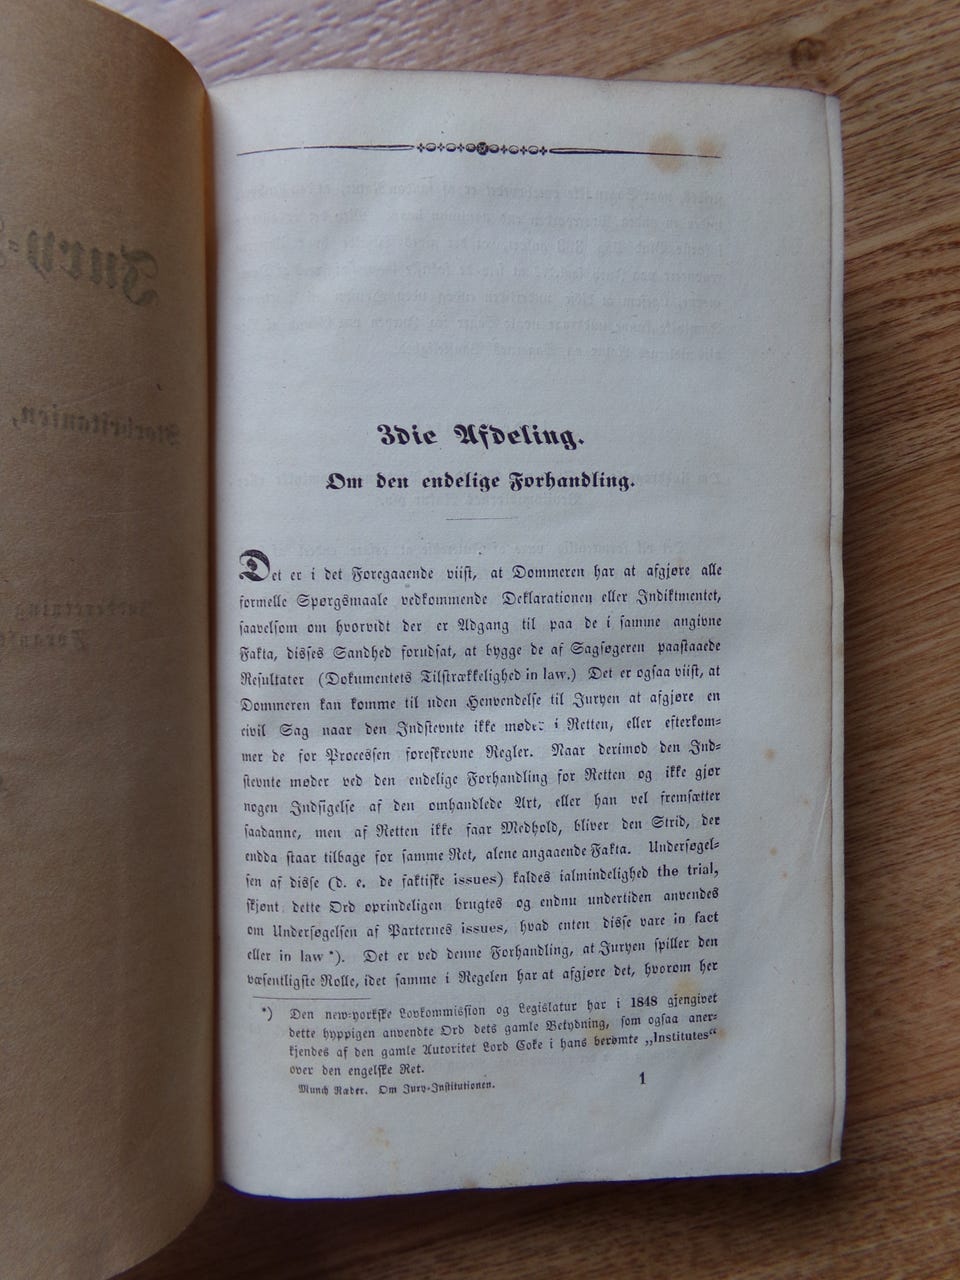 3die Afdeling.
Om den endelige Forhandling.
Det er i det Foregaaende viist, at Dommeren har at afgjøre alle
formelle Spørgsmaale vedkommende Deklarationen eller Indiktmentet,
saavelsom om hvorvidt der er Adgang til paa de i samme angivne
Fakta, disses Sandhed forudsat, at bygge de af Sagsøgeren paastaaede
Resultater (Dokumentets Tilstrækkelighed in law.) Det er ogsaa viist, at
Dommeren kan komme til uden Henvendelse til Juryen at afgjøre en
civil Sag naar den Indstevnte ikke møder i Retten, eller efterkom=
mer de for Processen foreskrevne Regler. Naar derimod den Ind=
stevnte møder ved den endelige Forhandling for Retten og ikke gjør
nogen Indsigelse af den omhandlede Art, eller han vel fremsætter
saadanne, men af Retten ikke faar Medhold, bliver den Strid, der
endda staar tilbage for samme Ret, alene angaaende Fakta. Undersøgel=
sen af disse (d. e. de faktiske issues) kaldes ialmindelighed the trial,
skjønt dette Ord oprindeligen brugtes og endnu undertiden anvendes
om Undersøgelsen af Parternes issues, hvad enten disse vare in fact
eller in law *). Det er ved denne Forhandling, at Juryen spiller den
væsentligste Rolle, idet samme i Regelen har at afgjøre det, hvorom her
*) Den new-yorkske Lovkommission og Legislatur har i 1848 gjengivet
dette hyppigen anvendte Ord dets gamle Betydning, som ogsaa aner=
kjendes af den gamle Autoritet Lord Coke i hans berømte „Institutes“
over den engelske Ret.
Munch Ræder. Om Jury-Institutionen. 1
Jury=
Storbritanien,